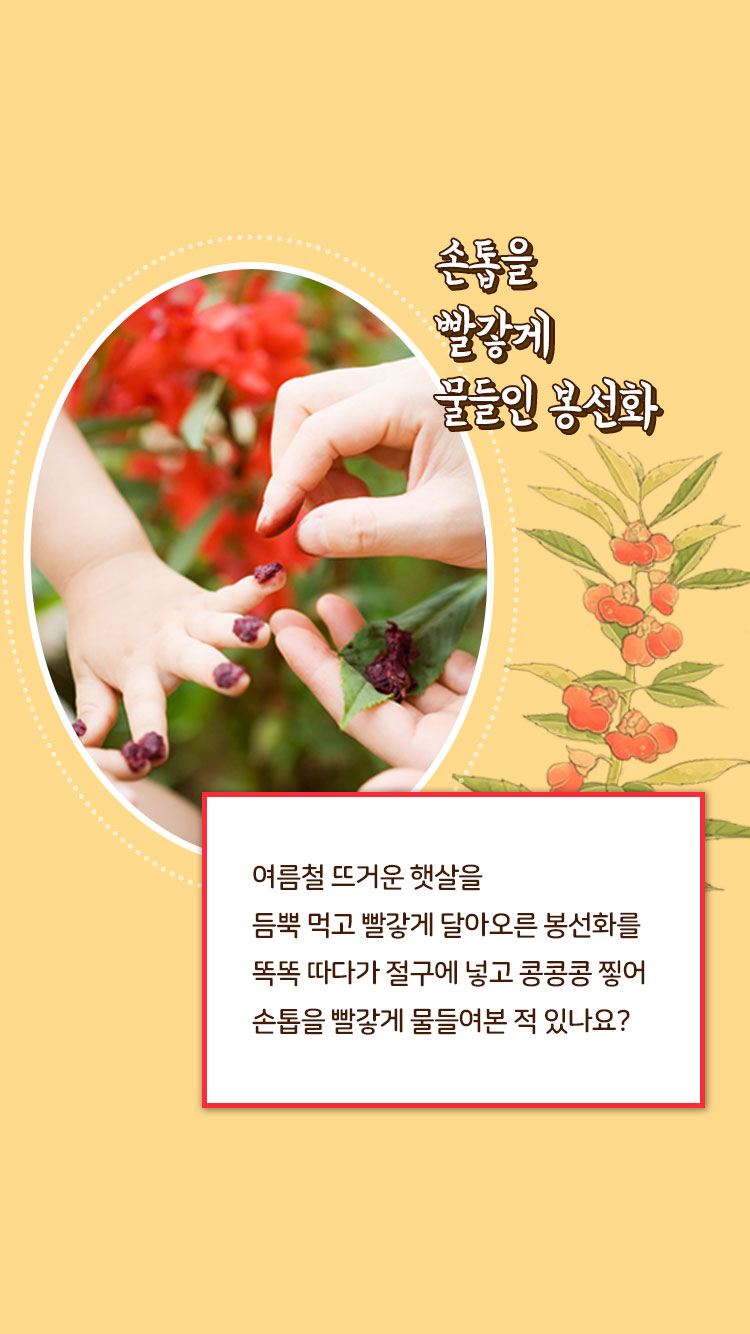 손톱을
빨갛게
물들인 봉선화
여름철 뜨거운 햇살을
듬뿍 먹고 빨갛게 달아오른 봉선화를
똑똑 따다가 절구에 넣고 콩콩콩 찧어
손톱을 빨갛게 물들여본 적 있나요?